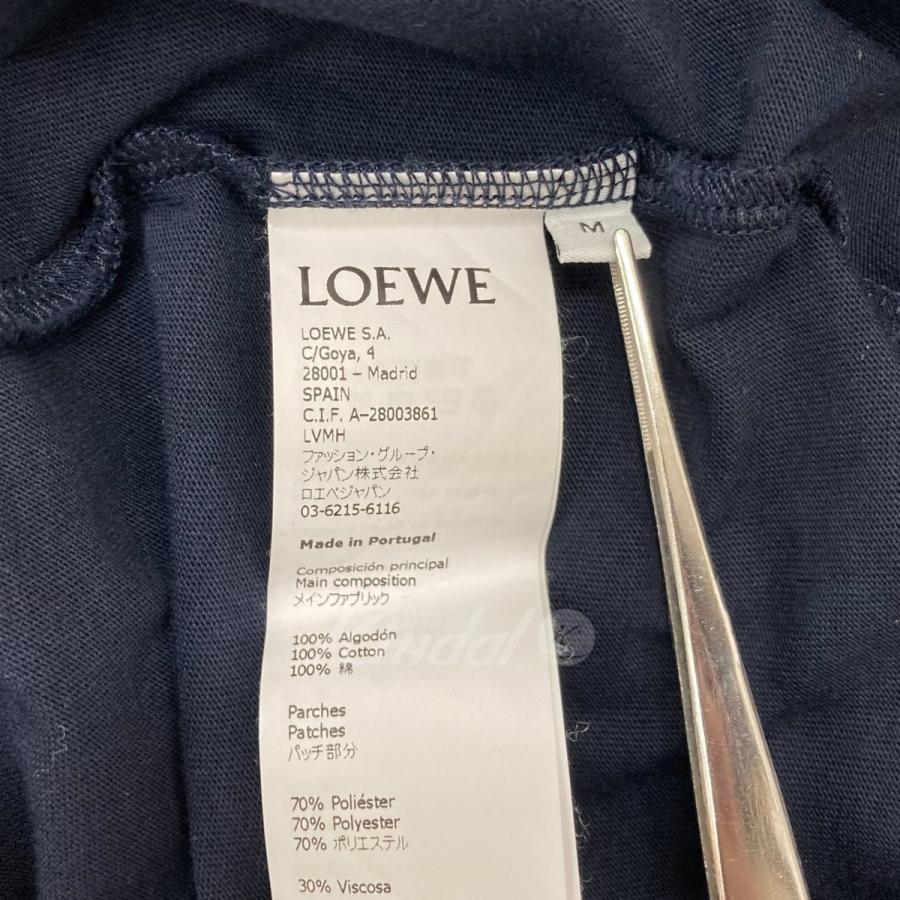 M
LOEWE
LOEWE S.A.
C/Goya, 4
28001 – Madrid
SPAIN
C.I.F. A-28003861
LVMH
ファッション・グループ・
ジャパン株式会社
ロエベジャパン
03-6215-6116
Made in Portugal
Composición principal
Main composition
メインファブリック
100% Algodón
100% Cotton
100% 綿
Kindal
Parches
Patches
パッチ部分
70% Poliéster
70% Polyester
70% ポリエステル
30% Viscosa